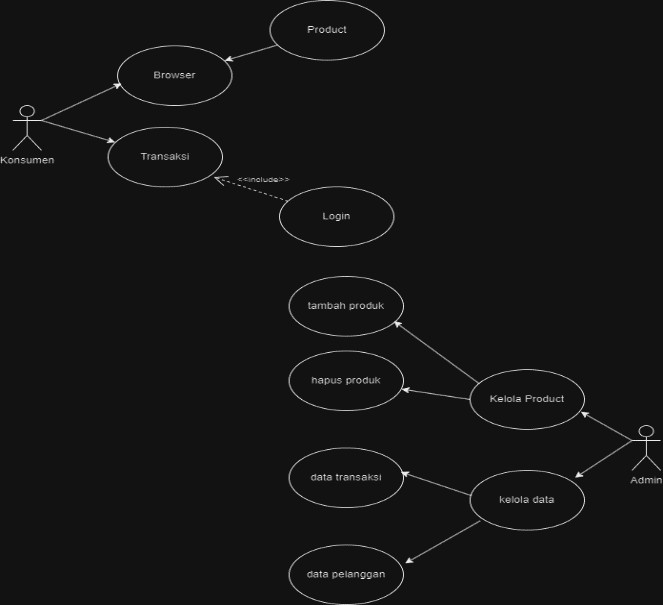 Product
Browser
Konsumen
Transaksi
<<include>>
Login
tambah produk
hapus produk
Kelola Product
Admin
data transaksi
kelola data
data pelanggan